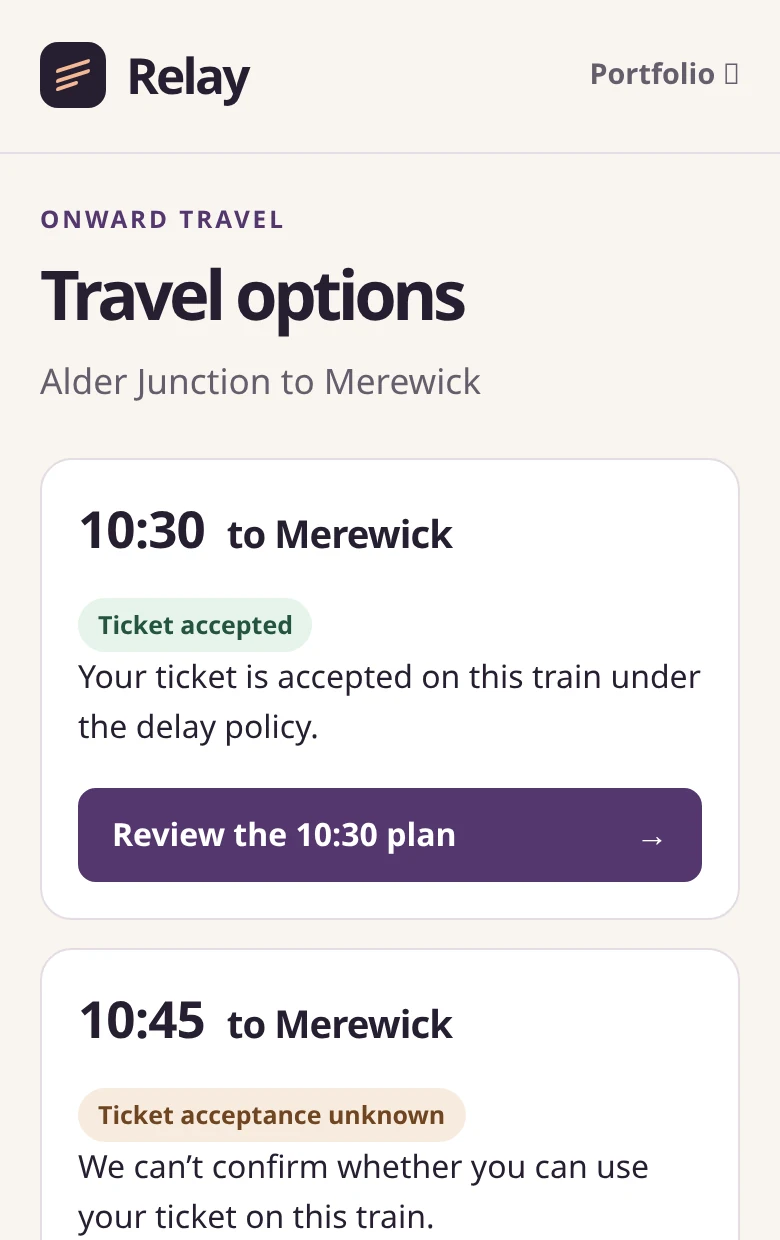 Relay
Portfolio
ONWARD TRAVEL
Travel options
Alder Junction to Merewick
10:30 to Merewick
Ticket accepted
Your ticket is accepted on this train under
the delay policy.
Review the 10:30 plan →
10:45 to Merewick
Ticket acceptance unknown
We can’t confirm whether you can use
your ticket on this train.